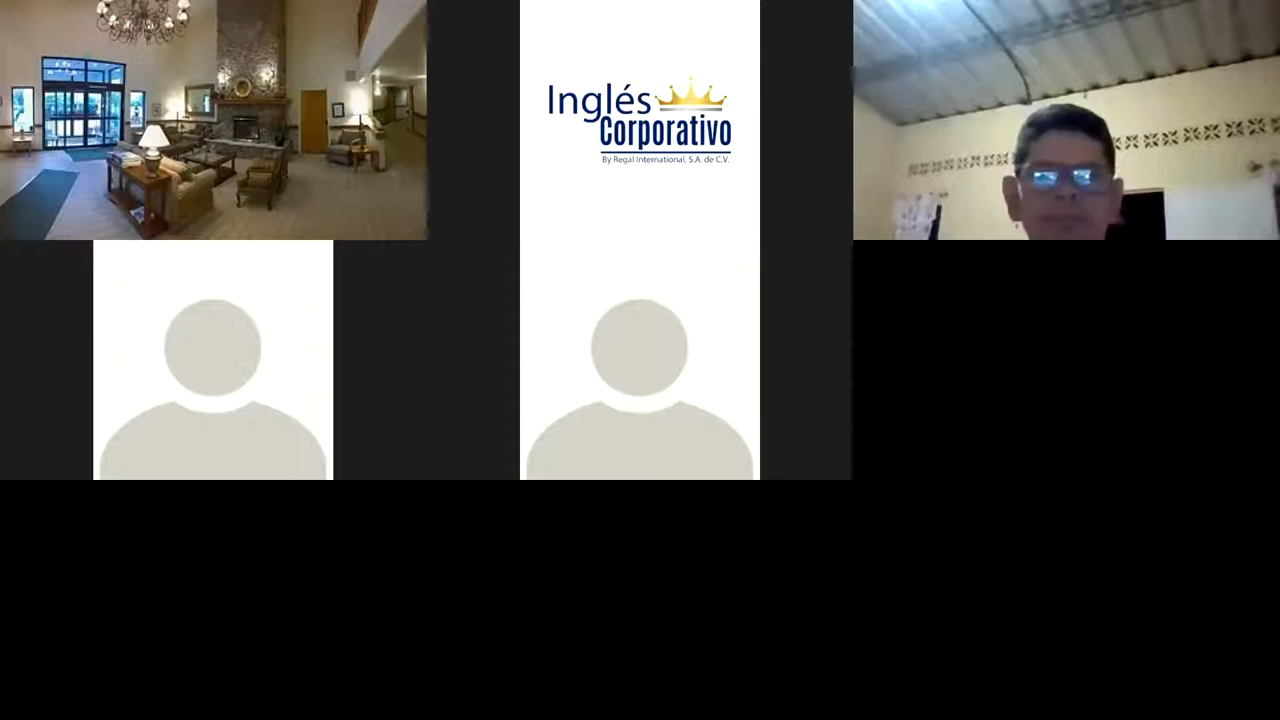 Inglés
Corporativo
By Regal International, S.A. de C.V.